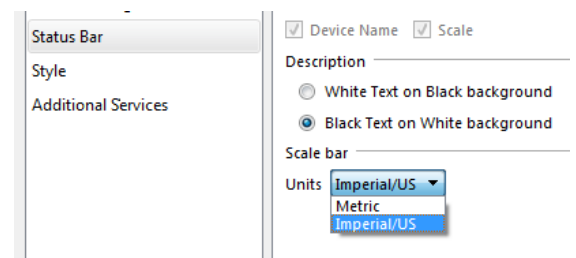 Status Bar
Style
Additional Services
Device Name Scale
Description
White Text on Black background
Black Text on White background
Scale bar
Units Imperial/US
Metric
Imperial/US